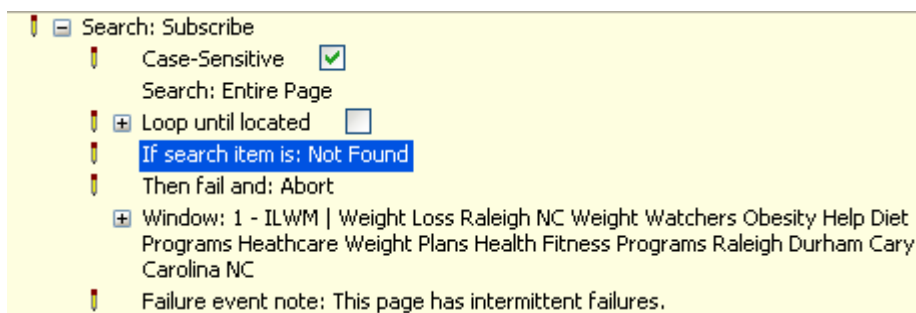 Search: Subscribe
Case-Sensitive
Search: Entire Page
Loop until located
If search item is: Not Found
Then fail and: Abort
Window: 1 - ILWM | Weight Loss Raleigh NC Weight Watchers Obesity Help Diet
Programs Heathcare Weight Plans Health Fitness Programs Raleigh Durham Cary
Carolina NC
Failure event note: This page has intermittent failures.